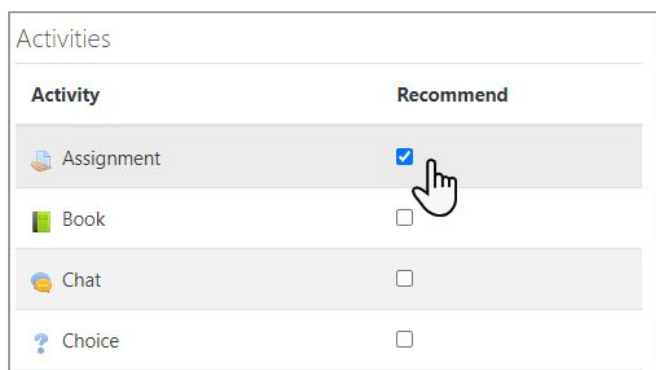 Activities
Activity Recommend
Assignment
Book
Chat
Choice